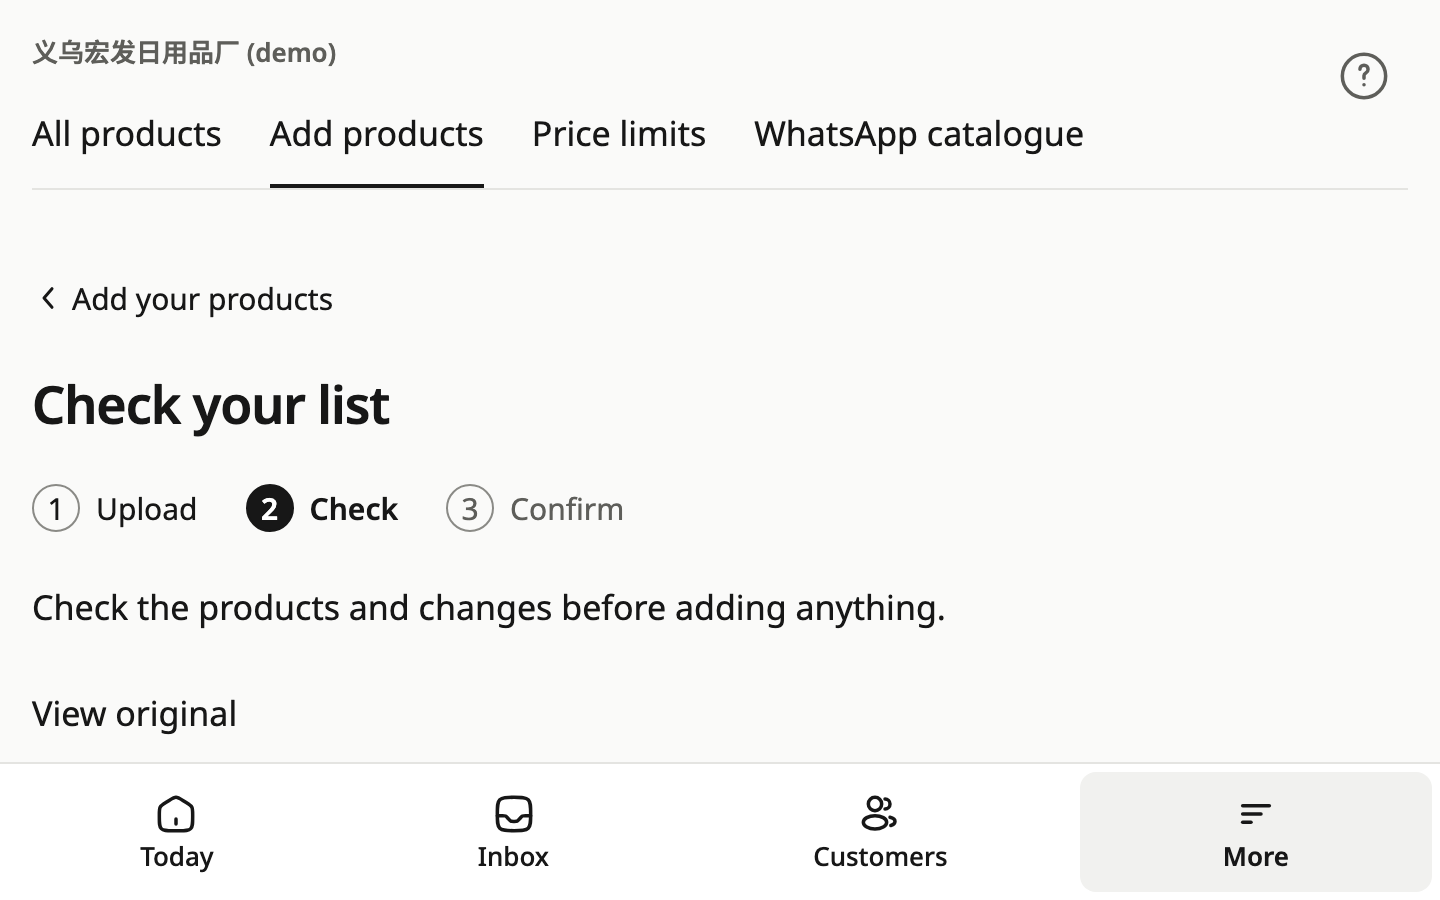 义乌宏发日用品厂 (demo)
?
All products
Add products
Price limits
WhatsApp catalogue
Add your products
Check your list
1 Upload
2 Check
3 Confirm
Check the products and changes before adding anything.
View original
Today
Inbox
Customers
More